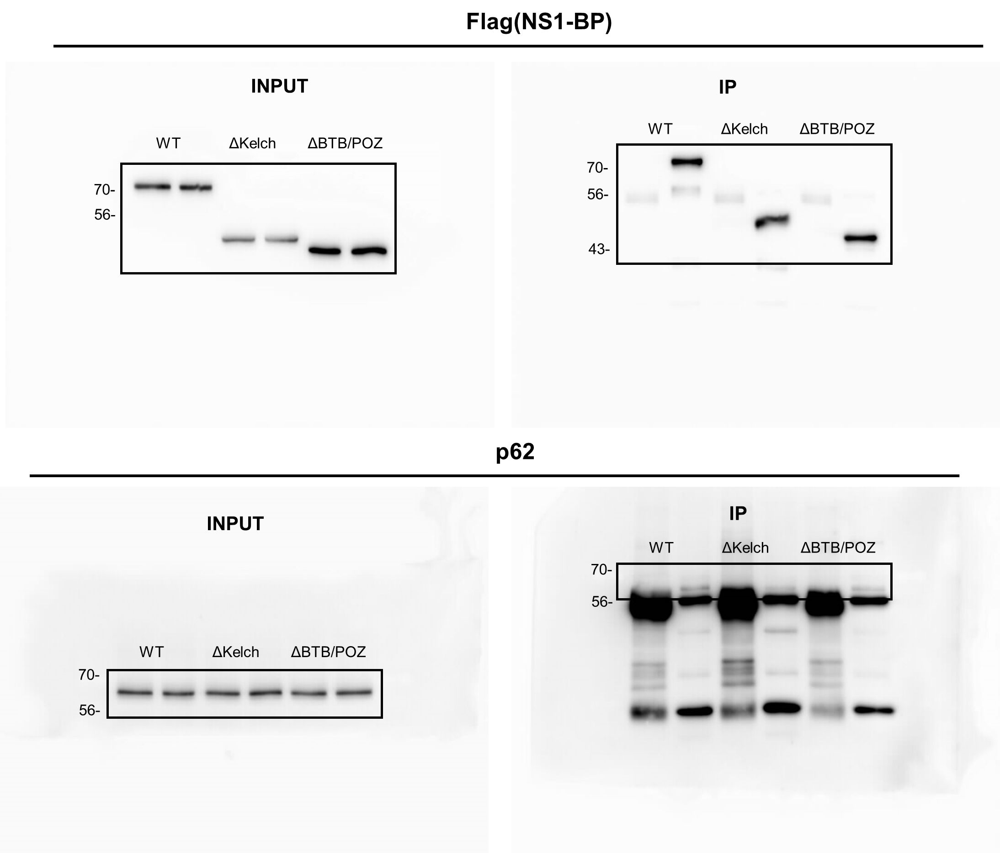 Flag(NS1-BP)
INPUT
WT ΔKelch ΔBTB/POZ
70-
56-
IP
WT ΔKelch ΔBTB/POZ
70-
56-
43-
p62
INPUT
WT ΔKelch ΔBTB/POZ
70-
56-
IP
WT ΔKelch ΔBTB/POZ
70-
56-